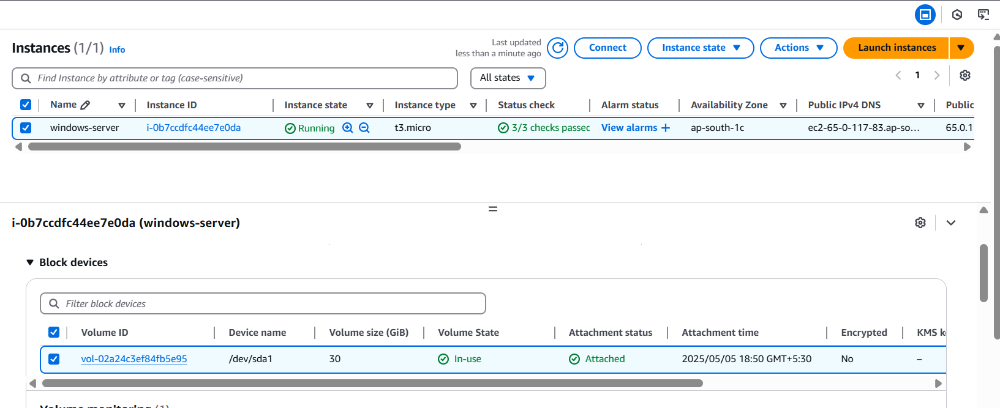 Instances (1/1) Info
Last updated
less than a minute ago
Connect
Instance state
Actions
Launch instances
Find Instance by attribute or tag (case-sensitive)
All states
1
Name Instance ID Instance state Instance type Status check Alarm status Availability Zone Public IPv4 DNS Public
windows-server i-0b7ccdfc44ee7e0da Running t3.micro 3/3 checks passec View alarms + ap-south-1c ec2-65-0-117-83.ap-so... 65.0.1
i-0b7ccdfc44ee7e0da (windows-server)
Block devices
Filter block devices
Volume ID Device name Volume size (GiB) Volume State Attachment status Attachment time Encrypted KMS k
vol-02a24c3ef84fb5e95 /dev/sda1 30 In-use Attached 2025/05/05 18:50 GMT+5:30 No –
Volume monitoring (1)